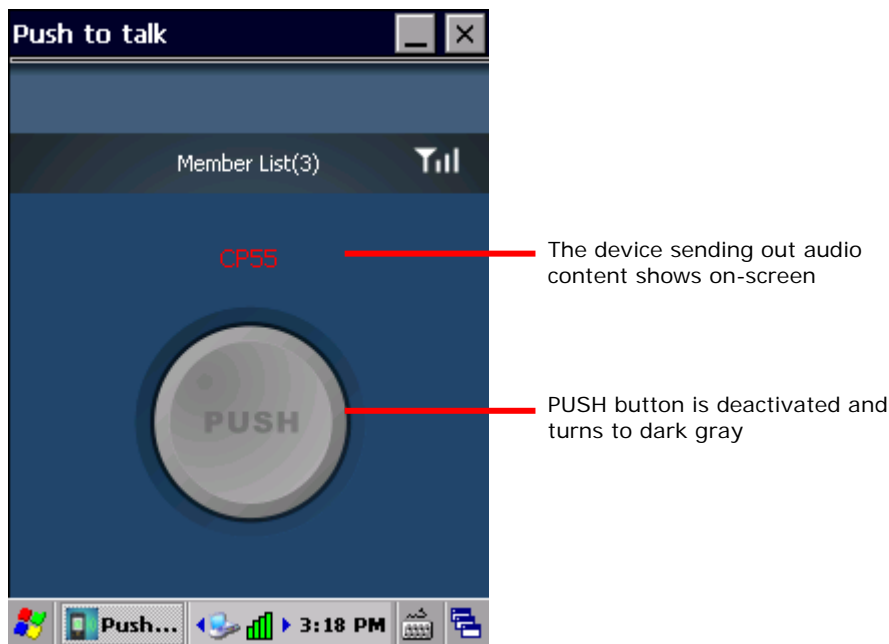 Push to talk
Member List(3)
CP55
The device sending out audio
content shows on-screen
PUSH
PUSH button is deactivated and
turns to dark gray
Push...
3:18 PM